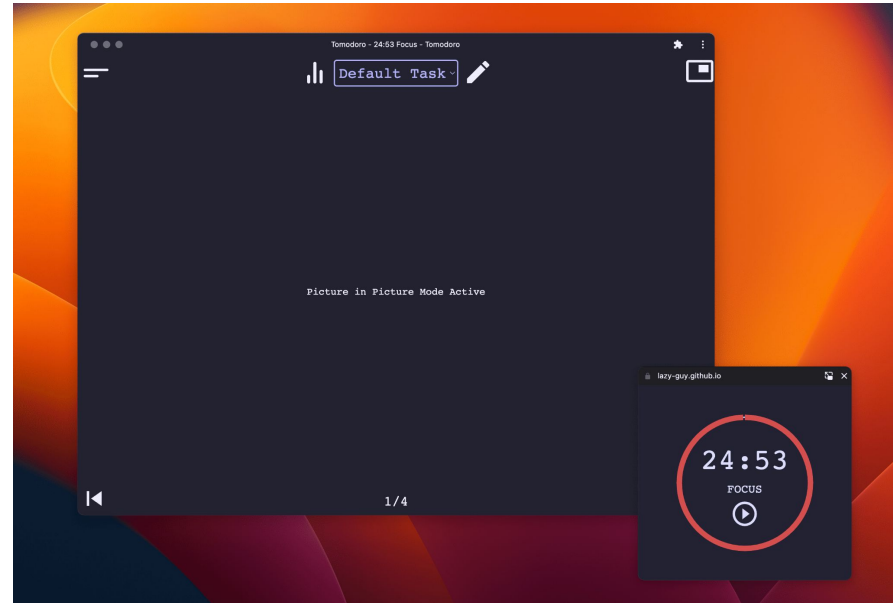 Tomodoro - 24:53 Focus - Tomodoro
Default Task
Picture in Picture Mode Active
1/4
lazy-guy.github.io
24:53
FOCUS